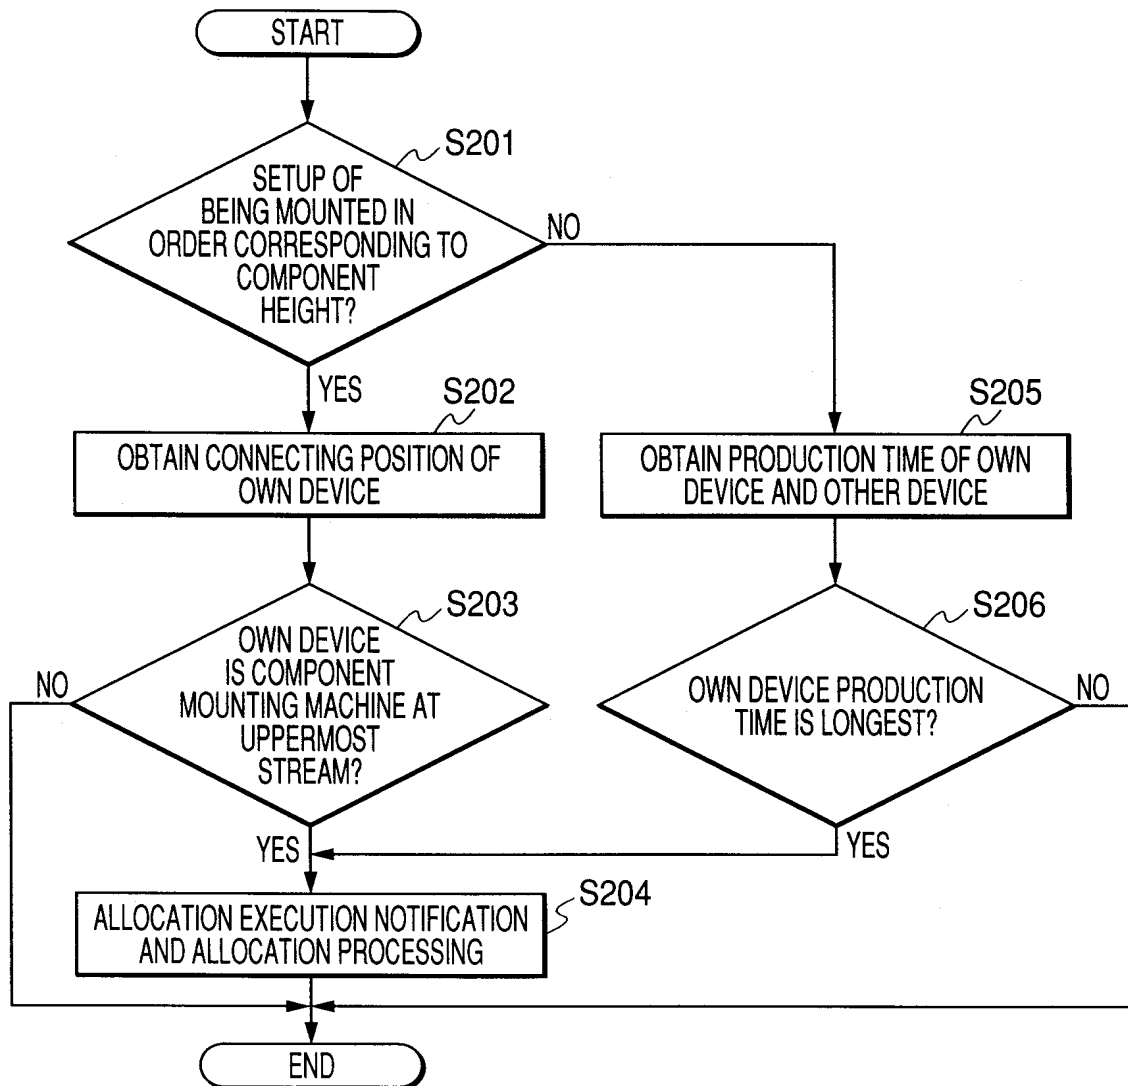 START
S201
SETUP OF
BEING MOUNTED IN
ORDER CORRESPONDING TO
COMPONENT
HEIGHT?
NO
YES
S202
OBTAIN CONNECTING POSITION OF
OWN DEVICE
S205
OBTAIN PRODUCTION TIME OF OWN
DEVICE AND OTHER DEVICE
S203
OWN DEVICE
IS COMPONENT
MOUNTING MACHINE AT
UPPERMOST
STREAM?
NO
YES
S206
OWN DEVICE PRODUCTION
TIME IS LONGEST?
NO
YES
S204
ALLOCATION EXECUTION NOTIFICATION
AND ALLOCATION PROCESSING
END